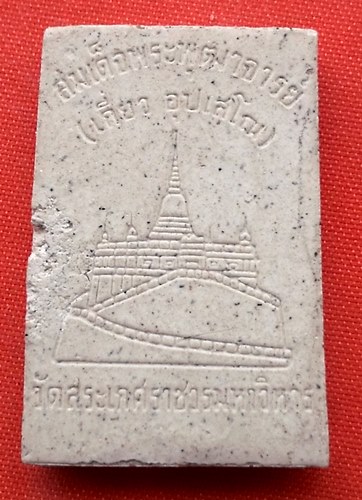 สมเด็จพระพุฒาจารย์
(เกี่ยว อุปเสโณ)
วัดสระเกศราชวรมหาวิหาร